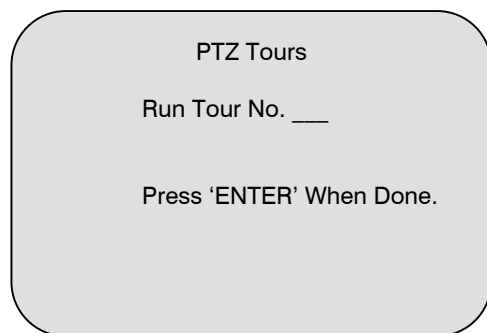 PTZ Tours
Run Tour No. ___
Press ‘ENTER’ When Done.